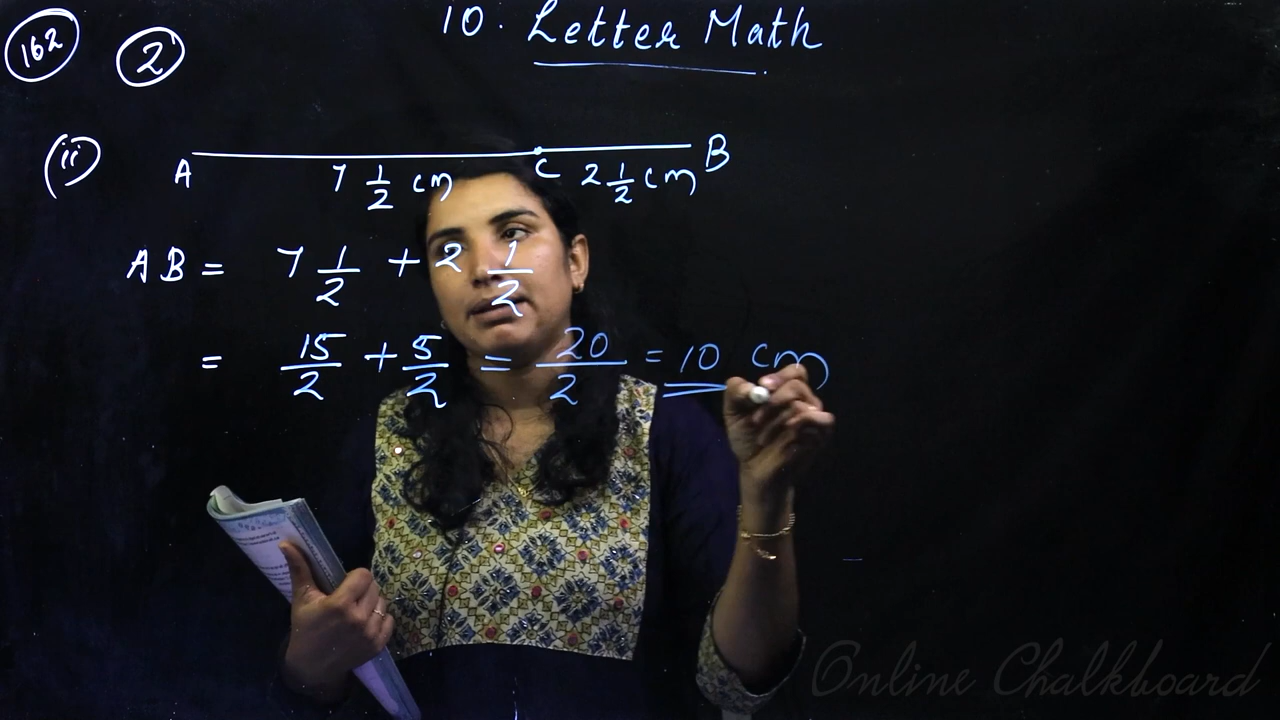 162 2 10. Letter Math
(ii) A 7 1/2 cm C 2 1/2 cm B
AB = 7 1/2 + 2 1/2
= 15/2 + 5/2 = 20/2 = 10 cm
Online Chalkboard